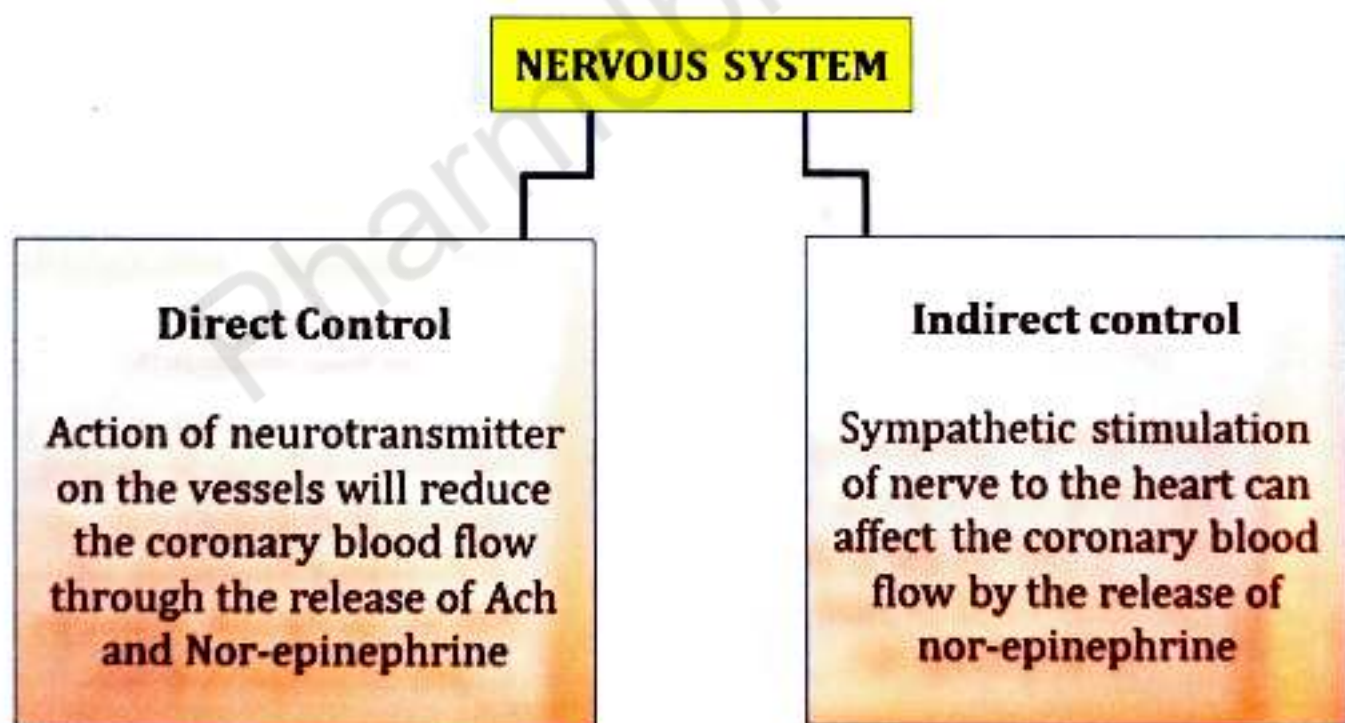 NERVOUS SYSTEM
Direct Control
Action of neurotransmitter
on the vessels will reduce
the coronary blood flow
through the release of Ach
and Nor-epinephrine
Indirect control
Sympathetic stimulation
of nerve to the heart can
affect the coronary blood
flow by the release of
nor-epinephrine